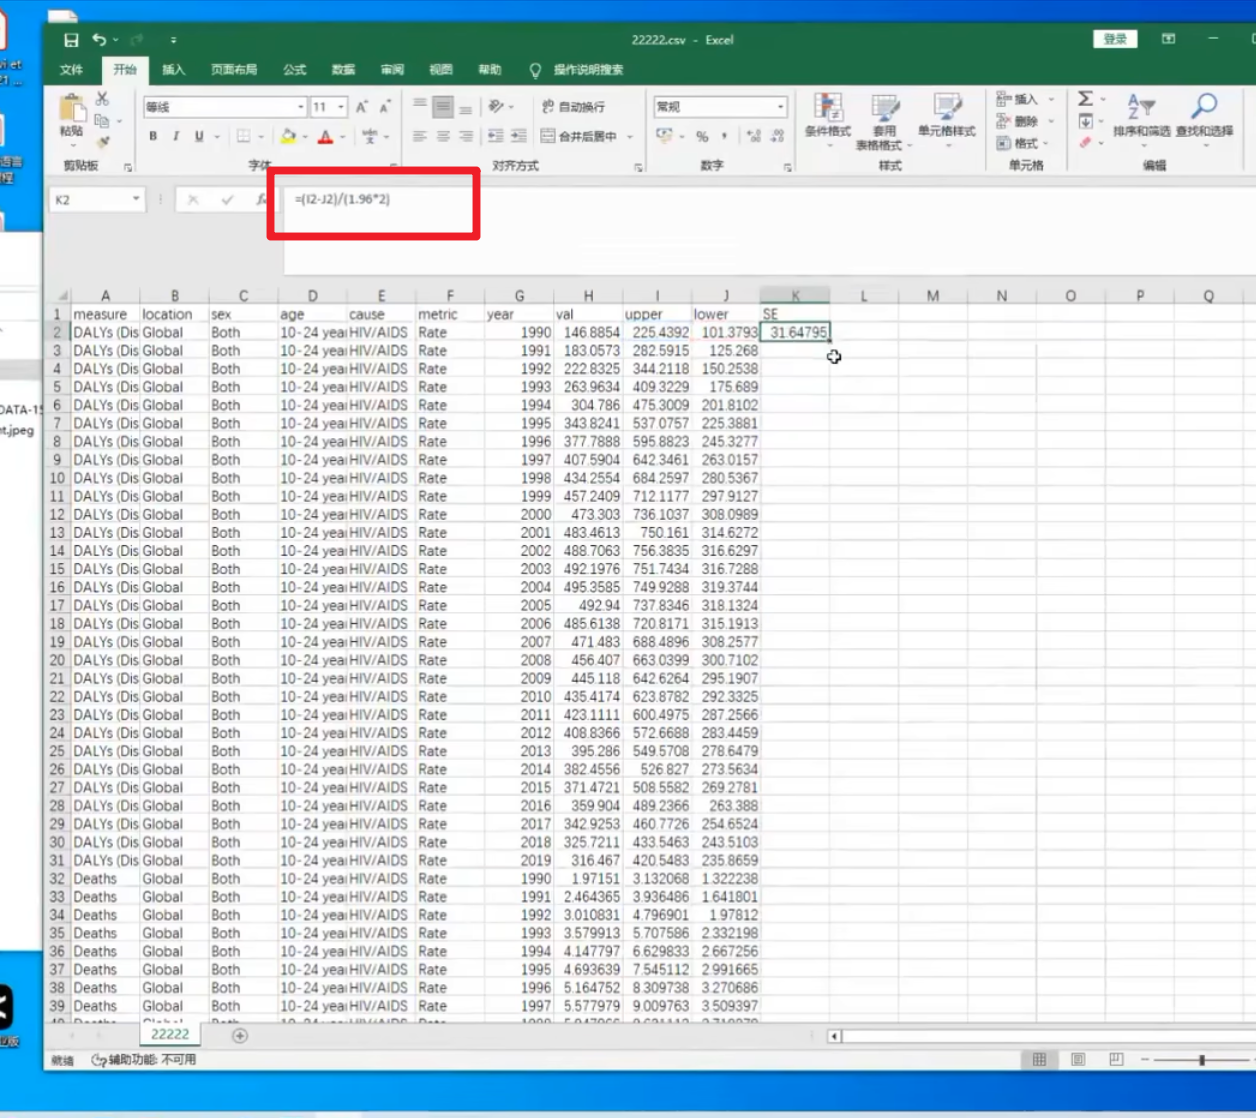 22222.csv - Excel
登录
文件 开始 插入 页面布局 公式 数据 审阅 视图 帮助 操作说明搜索
粘贴
剪贴板
等线 11 A A
B I U A
字体
自动换行
合并后居中
对齐方式
常规
%
数字
条件格式 套用
表格格式 单元格样式
样式
插入
删除
格式
单元格
Σ
排序和筛选 查找和选择
编辑
K2 =(I2-J2)/(1.96*2)
A B C D E F G H I J K L M N O P Q
1 measure location sex age cause metric year val upper lower SE
2 DALYs (Dis Global Both 10-24 year HIV/AIDS Rate 1990 146.8854 225.4392 101.3793 31.64795
3 DALYs (Dis Global Both 10-24 year HIV/AIDS Rate 1991 183.0573 282.5915 125.268
4 DALYs (Dis Global Both 10-24 year HIV/AIDS Rate 1992 222.8325 344.2118 150.2538
5 DALYs (Dis Global Both 10-24 year HIV/AIDS Rate 1993 263.9634 409.3229 175.689
6 DALYs (Dis Global Both 10-24 year HIV/AIDS Rate 1994 304.786 475.3009 201.8102
7 DALYs (Dis Global Both 10-24 year HIV/AIDS Rate 1995 343.8241 537.0757 225.3881
8 DALYs (Dis Global Both 10-24 year HIV/AIDS Rate 1996 377.7888 595.8823 245.3277
9 DALYs (Dis Global Both 10-24 year HIV/AIDS Rate 1997 407.5904 642.3461 263.0157
10 DALYs (Dis Global Both 10-24 year HIV/AIDS Rate 1998 434.2554 684.2597 280.5367
11 DALYs (Dis Global Both 10-24 year HIV/AIDS Rate 1999 457.2409 712.1177 297.9127
12 DALYs (Dis Global Both 10-24 year HIV/AIDS Rate 2000 473.303 736.1037 308.0989
13 DALYs (Dis Global Both 10-24 year HIV/AIDS Rate 2001 483.4613 750.161 314.6272
14 DALYs (Dis Global Both 10-24 year HIV/AIDS Rate 2002 488.7063 756.3835 316.6297
15 DALYs (Dis Global Both 10-24 year HIV/AIDS Rate 2003 492.1976 751.7434 316.7288
16 DALYs (Dis Global Both 10-24 year HIV/AIDS Rate 2004 495.3585 749.9288 319.3744
17 DALYs (Dis Global Both 10-24 year HIV/AIDS Rate 2005 492.94 737.8346 318.1324
18 DALYs (Dis Global Both 10-24 year HIV/AIDS Rate 2006 485.6138 720.8171 315.1913
19 DALYs (Dis Global Both 10-24 year HIV/AIDS Rate 2007 471.483 688.4896 308.2577
20 DALYs (Dis Global Both 10-24 year HIV/AIDS Rate 2008 456.407 663.0399 300.7102
21 DALYs (Dis Global Both 10-24 year HIV/AIDS Rate 2009 445.118 642.6264 295.1907
22 DALYs (Dis Global Both 10-24 year HIV/AIDS Rate 2010 435.4174 623.8782 292.3325
23 DALYs (Dis Global Both 10-24 year HIV/AIDS Rate 2011 423.1111 600.4975 287.2566
24 DALYs (Dis Global Both 10-24 year HIV/AIDS Rate 2012 408.8366 572.6688 283.4459
25 DALYs (Dis Global Both 10-24 year HIV/AIDS Rate 2013 395.286 549.5708 278.6479
26 DALYs (Dis Global Both 10-24 year HIV/AIDS Rate 2014 382.4556 526.827 273.5634
27 DALYs (Dis Global Both 10-24 year HIV/AIDS Rate 2015 371.4721 508.5582 269.2781
28 DALYs (Dis Global Both 10-24 year HIV/AIDS Rate 2016 359.904 489.2366 263.388
29 DALYs (Dis Global Both 10-24 year HIV/AIDS Rate 2017 342.9253 460.7726 254.6524
30 DALYs (Dis Global Both 10-24 year HIV/AIDS Rate 2018 325.7211 433.5463 243.5103
31 DALYs (Dis Global Both 10-24 year HIV/AIDS Rate 2019 316.467 420.5483 235.8659
32 Deaths Global Both 10-24 year HIV/AIDS Rate 1990 1.97151 3.132068 1.322238
33 Deaths Global Both 10-24 year HIV/AIDS Rate 1991 2.464365 3.936486 1.641801
34 Deaths Global Both 10-24 year HIV/AIDS Rate 1992 3.010831 4.796901 1.97812
35 Deaths Global Both 10-24 year HIV/AIDS Rate 1993 3.579913 5.707586 2.332198
36 Deaths Global Both 10-24 year HIV/AIDS Rate 1994 4.147797 6.629833 2.667256
37 Deaths Global Both 10-24 year HIV/AIDS Rate 1995 4.693639 7.545112 2.991665
38 Deaths Global Both 10-24 year HIV/AIDS Rate 1996 5.164752 8.309738 3.270686
39 Deaths Global Both 10-24 year HIV/AIDS Rate 1997 5.577979 9.009763 3.509397
22222
就绪 辅助功能: 不可用